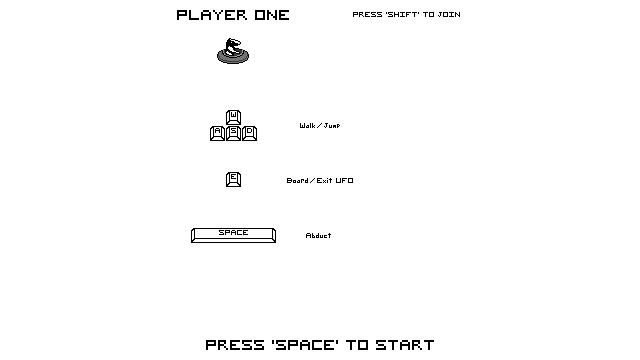 PLAYER ONE
PRESS 'SHIFT' TO JOIN
W
A S D
Walk/Jump
E
Board/Exit UFO
SPACE
Abduct
PRESS 'SPACE' TO START